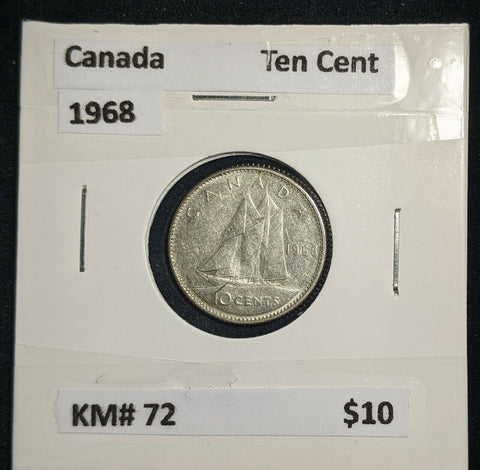 Canada Ten Cent
1968
CANADA
1968
10 CENTS
KM# 72 $10